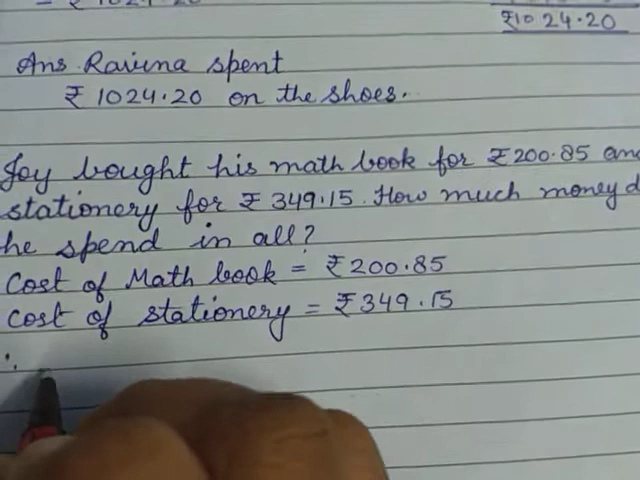 ₹1024.20
Ans. Ravina spent
₹ 1024.20 on the shoes.
Joy bought his math book for ₹200.85 and
stationery for ₹ 349.15. How much money d
he spend in all?
Cost of Math book = ₹200.85
Cost of stationery = ₹349.15
∴